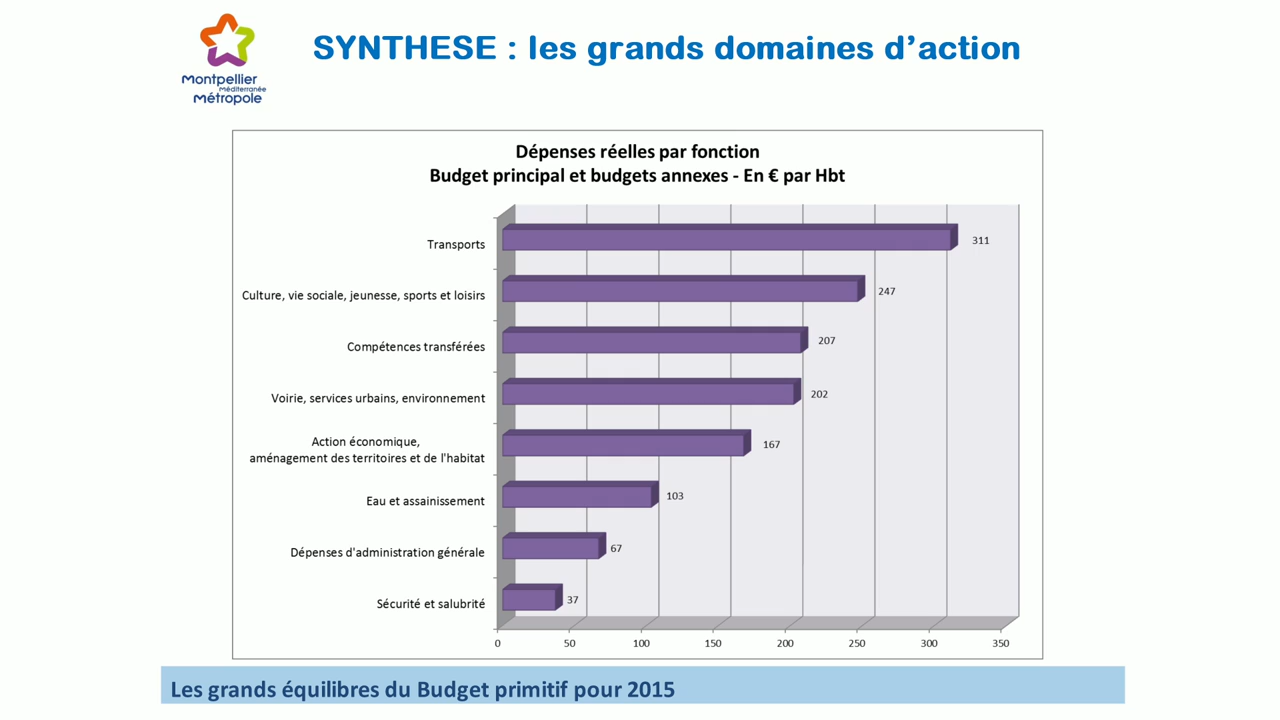 Montpellier
Méditerranée
Métropole
SYNTHESE : les grands domaines d’action
Dépenses réelles par fonction
Budget principal et budgets annexes - En € par Hbt
Transports
311
Culture, vie sociale, jeunesse, sports et loisirs
247
Compétences transférées
207
Voirie, services urbains, environnement
202
Action économique,
aménagement des territoires et de l'habitat
167
Eau et assainissement
103
Dépenses d'administration générale
67
Sécurité et salubrité
37
0 50 100 150 200 250 300 350
Les grands équilibres du Budget primitif pour 2015